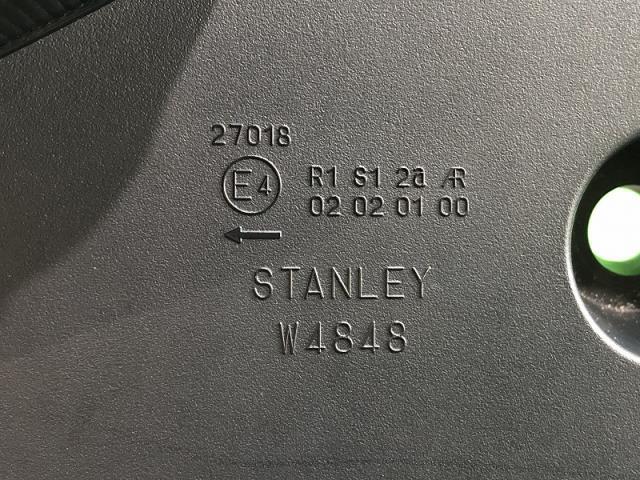 27018
E4 R1 S1 2a AR
02 02 01 00
STANLEY
W4848